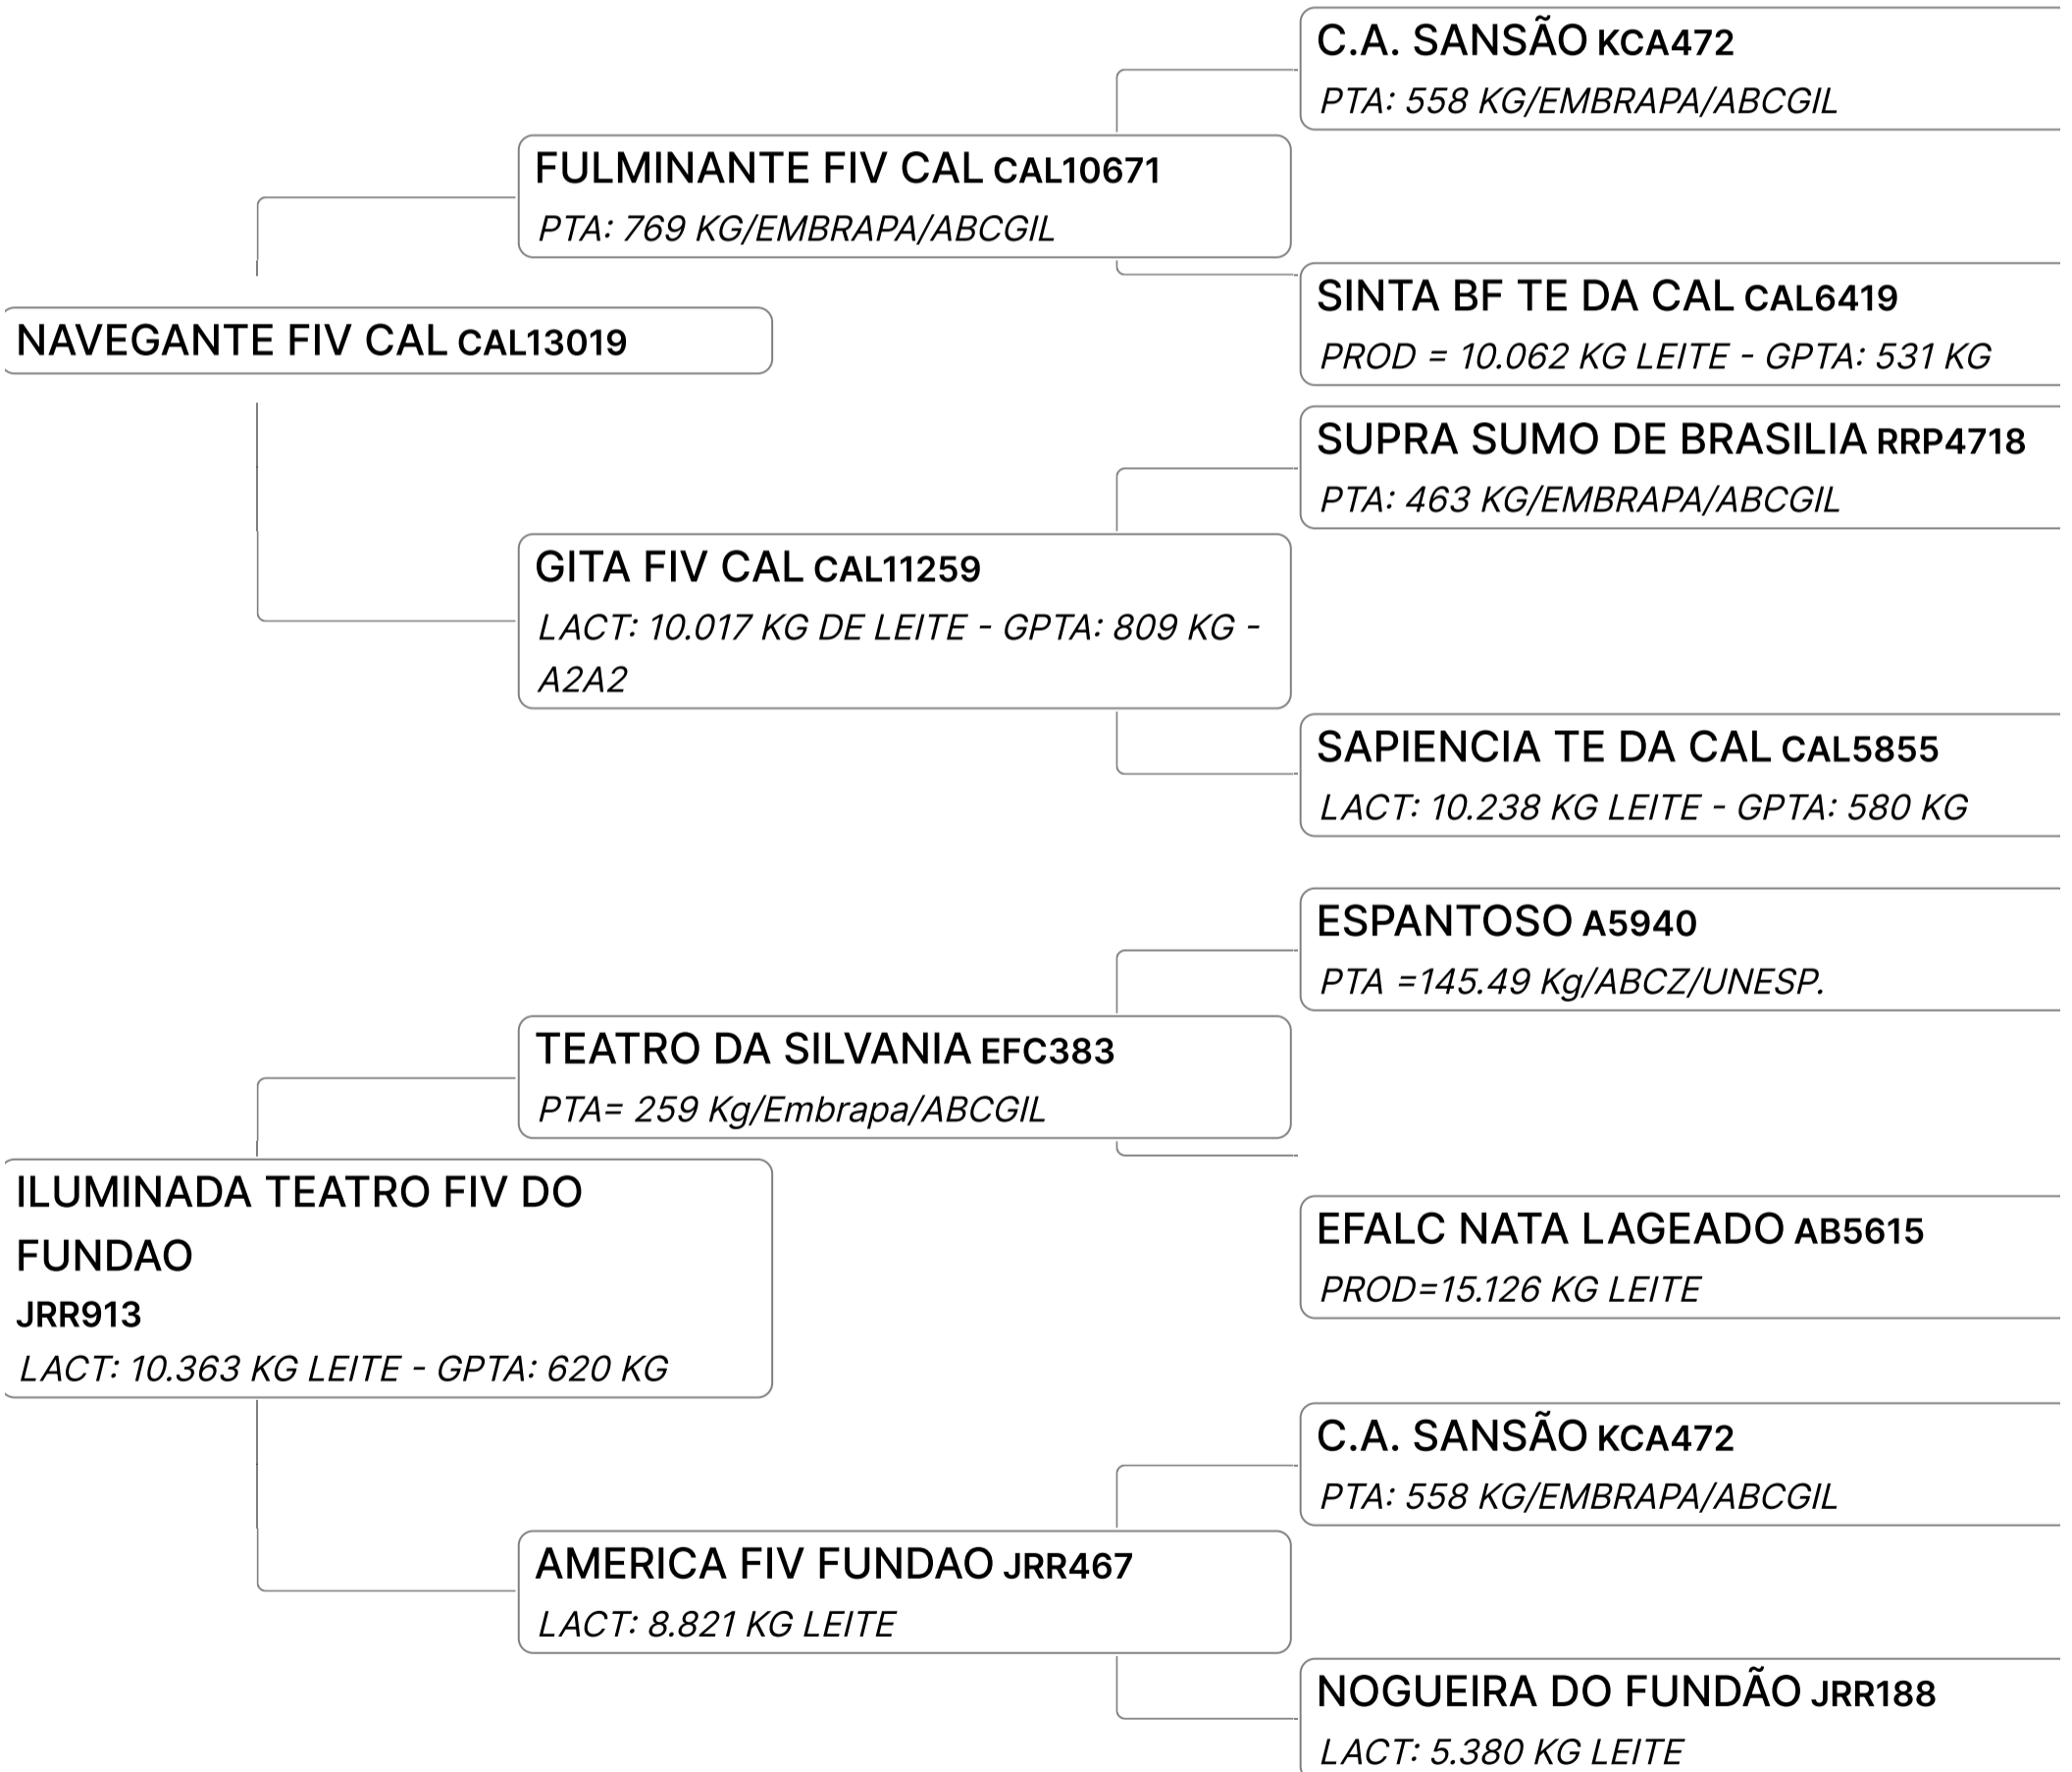 C.A. SANSÃO KCA472
PTA: 558 KG/EMBRAPA/ABCGIL
FULMINANTE FIV CAL CAL10671
PTA: 769 KG/EMBRAPA/ABCGIL
SINTA BF TE DA CAL CAL6419
PROD = 10.062 KG LEITE - GPTA: 531 KG
NAVEGANTE FIV CAL CAL13019
SUPRA SUMO DE BRASILIA RRP4718
PTA: 463 KG/EMBRAPA/ABCGIL
GITA FIV CAL CAL11259
LACT: 10.017 KG DE LEITE - GPTA: 809 KG -
A2A2
SAPIENCIA TE DA CAL CAL5855
LACT: 10.238 KG LEITE - GPTA: 580 KG
ESPANTOSO A5940
PTA =145.49 Kg/ABCZ/UNESP.
TEATRO DA SILVANIA EFC383
PTA= 259 Kg/Embrapa/ABCGIL
EFALC NATA LAGEADO AB5615
PROD=15.126 KG LEITE
ILUMINADA TEATRO FIV DO
FUNDAO
JRR913
LACT: 10.363 KG LEITE - GPTA: 620 KG
C.A. SANSÃO KCA472
PTA: 558 KG/EMBRAPA/ABCGIL
AMERICA FIV FUNDAO JRR467
LACT: 8.821 KG LEITE
NOGUEIRA DO FUNDÃO JRR188
LACT: 5.380 KG LEITE